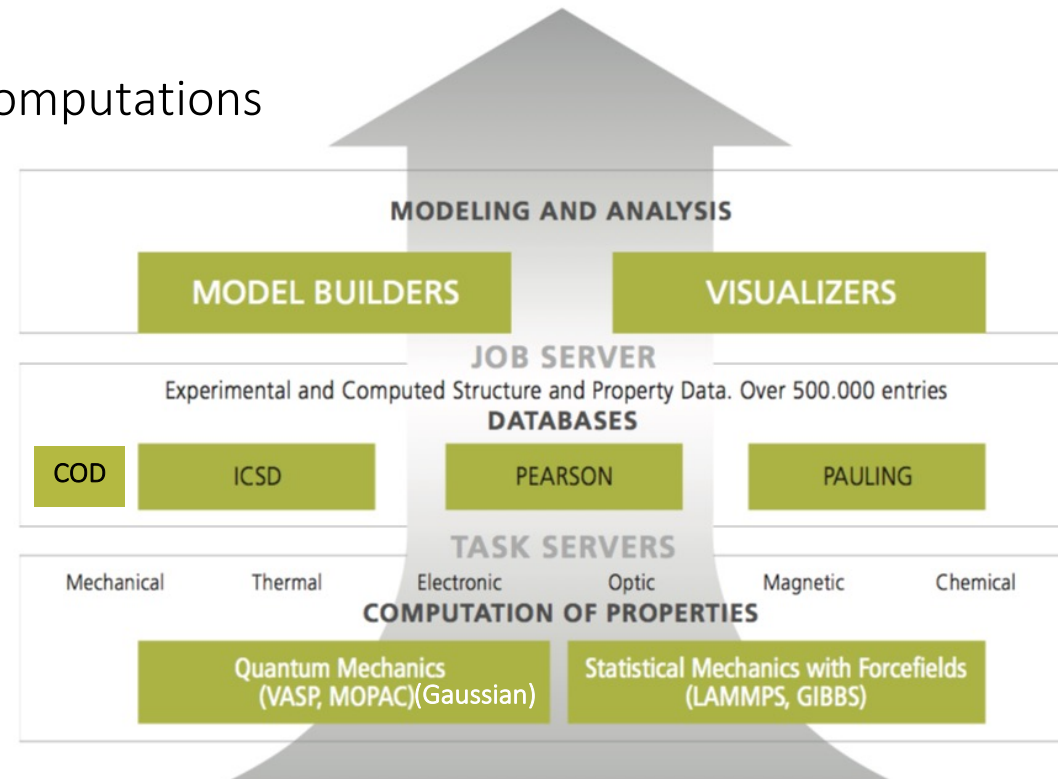 omputations
MODELING AND ANALYSIS
MODEL BUILDERS VISUALIZERS
JOB SERVER
Experimental and Computed Structure and Property Data. Over 500.000 entries
DATABASES
COD ICSD PEARSON PAULING
TASK SERVERS
Mechanical Thermal Electronic Optic Magnetic Chemical
COMPUTATION OF PROPERTIES
Quantum Mechanics
(VASP, MOPAC)(Gaussian)
Statistical Mechanics with Forcefields
(LAMMPS, GIBBS)